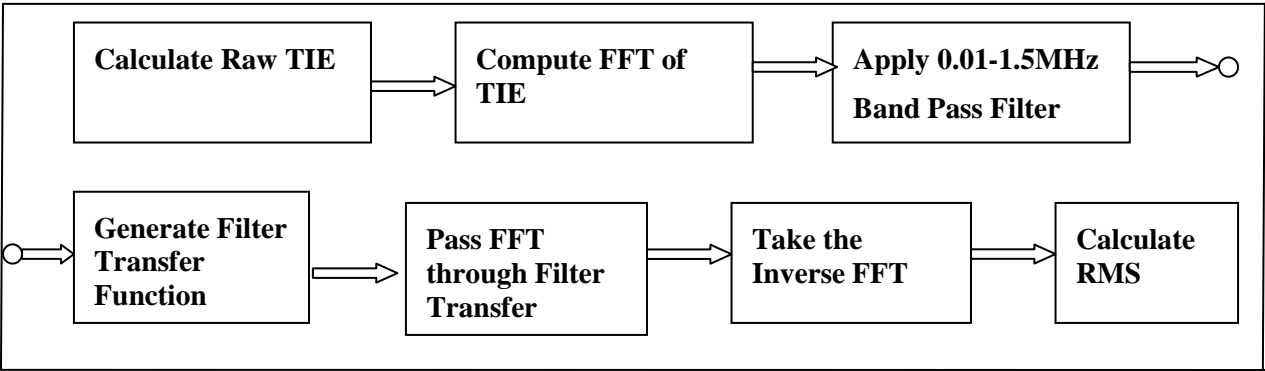 Calculate Raw TIE
Compute FFT of
TIE
Apply 0.01-1.5MHz
Band Pass Filter
Generate Filter
Transfer
Function
Pass FFT
through Filter
Transfer
Take the
Inverse FFT
Calculate
RMS